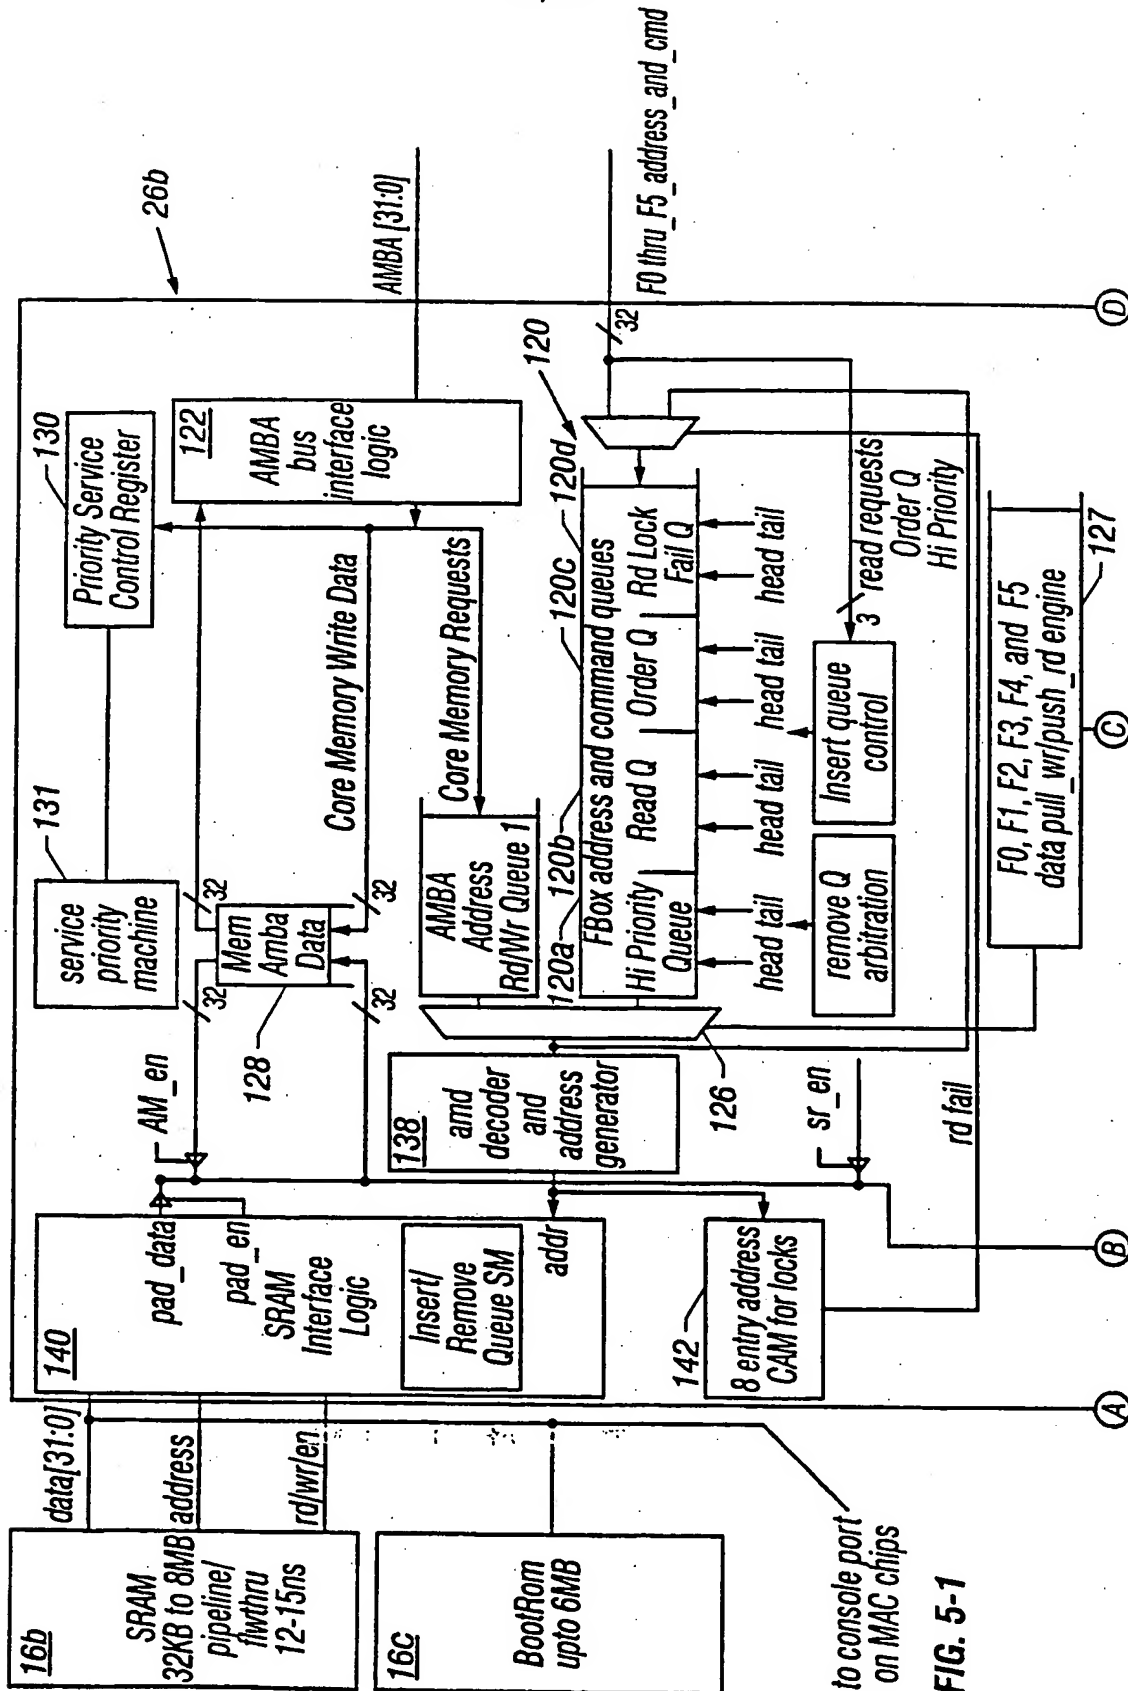 16b
SRAM
32KB to 8MB
pipeline/
flwthru
12-15ns
data[31:0]
address
rd/wr/en
16c
BootRom
upto 6MB
to console port
on MAC chips
FIG. 5-1
140
pad_data
pad_en
SRAM
Interface
Logic
Insert/
Remove
Queue SM
addr
142
8 entry address
CAM for locks
AM_en
128
Mem
Amba
Data
32
32
32
32
131
service
priority
machine
130
Priority Service
Control Register
122
AMBA
bus
interface
logic
26b
AMBA [31:0]
Core Memory Write Data
Core Memory Requests
AMBA
Address
Rd/Wr Queue 1
138
amd
decoder
and
address
generator
126
sr_en
rd fail
120a
120b
120c
120d
120
FBox address and command queues
Hi Priority
Queue
Read Q
Order Q
Rd Lock
Fail Q
head tail
head tail
head tail
head tail
remove Q
arbitration
Insert queue
control
3
read requests
Order Q
Hi Priority
32
F0 thru_F5_address_and_cmd
F0, F1, F2, F3, F4, and F5
data pull_wr/push_rd engine
127
A
B
C
D